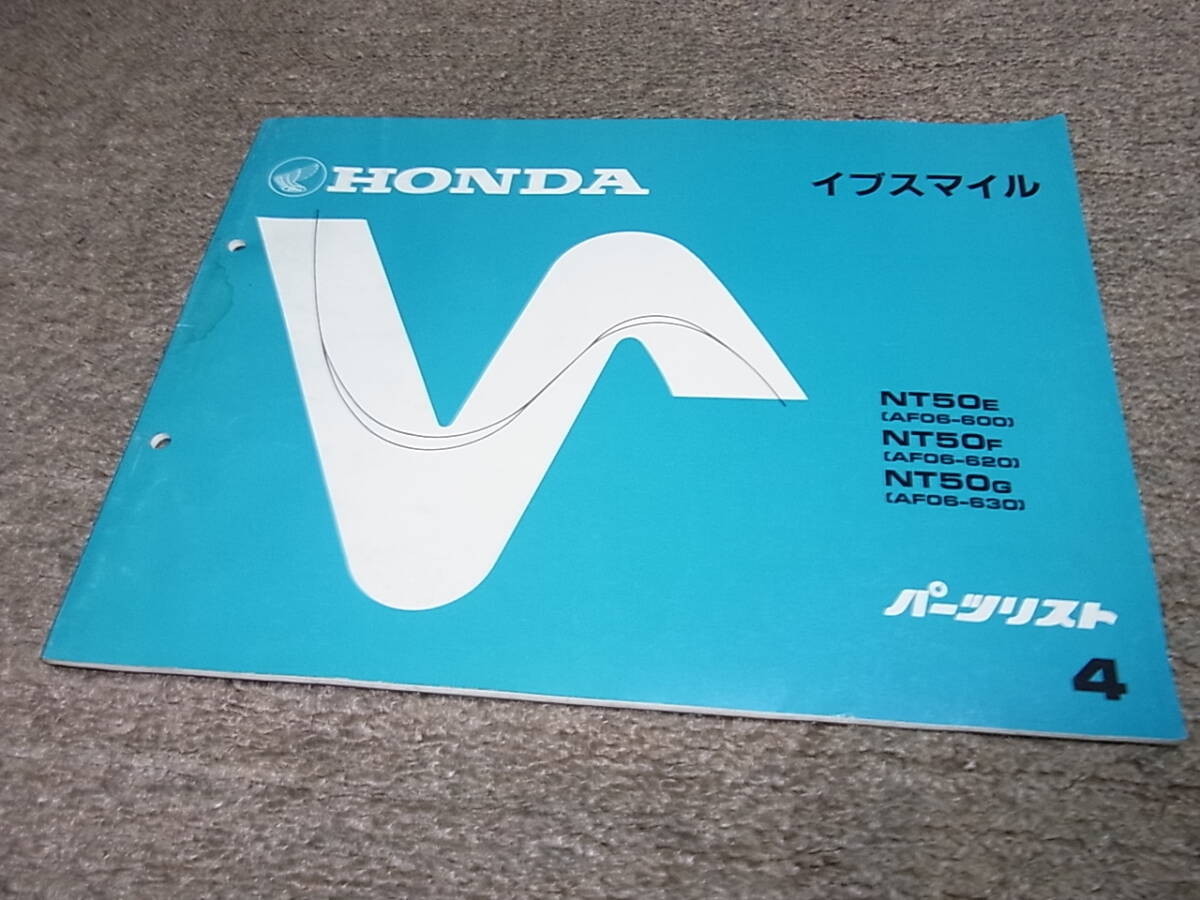 HONDA
イブスマイル
NT50E
(AF06-600)
NT50F
(AF06-620)
NT50G
(AF06-630)
パーツリスト
4